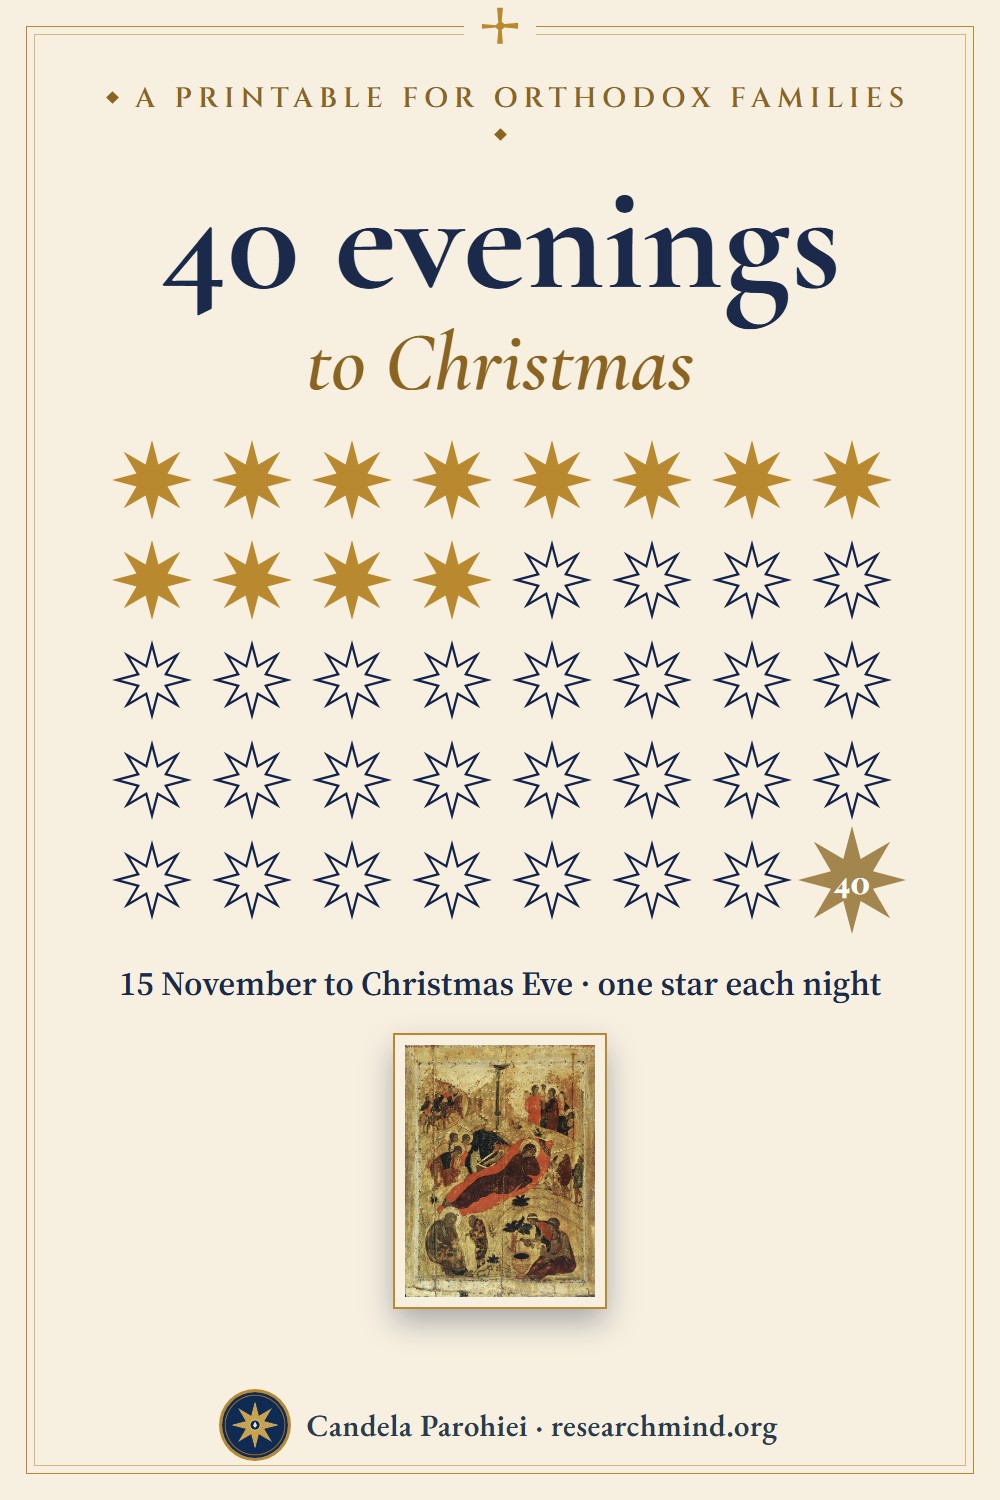 ◆ A PRINTABLE FOR ORTHODOX FAMILIES ◆
40 evenings
to Christmas
40
15 November to Christmas Eve · one star each night
Candela Parohiei · researchmind.org